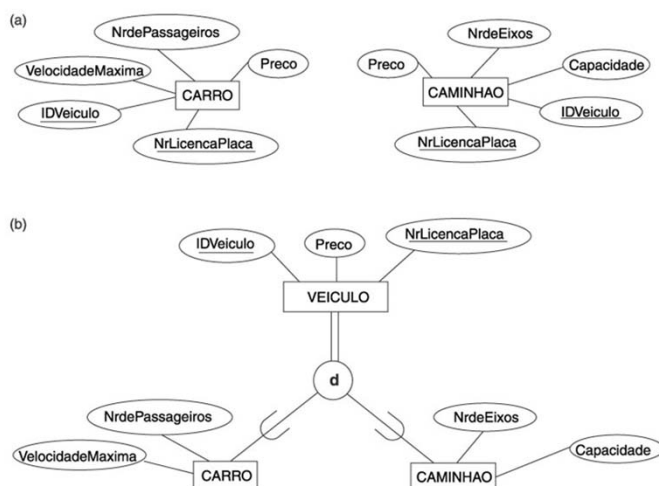 (a)
NrdePassageiros
NrdeEixos
VelocidadeMaxima
Preco
Preco
Capacidade
CARRO
CAMINHAO
IDVeiculo
IDVeiculo
NrLicencaPlaca
NrLicencaPlaca
(b)
IDVeiculo
Preco
NrLicencaPlaca
VEICULO
d
NrdePassageiros
NrdeEixos
VelocidadeMaxima
Capacidade
CARRO
CAMINHAO